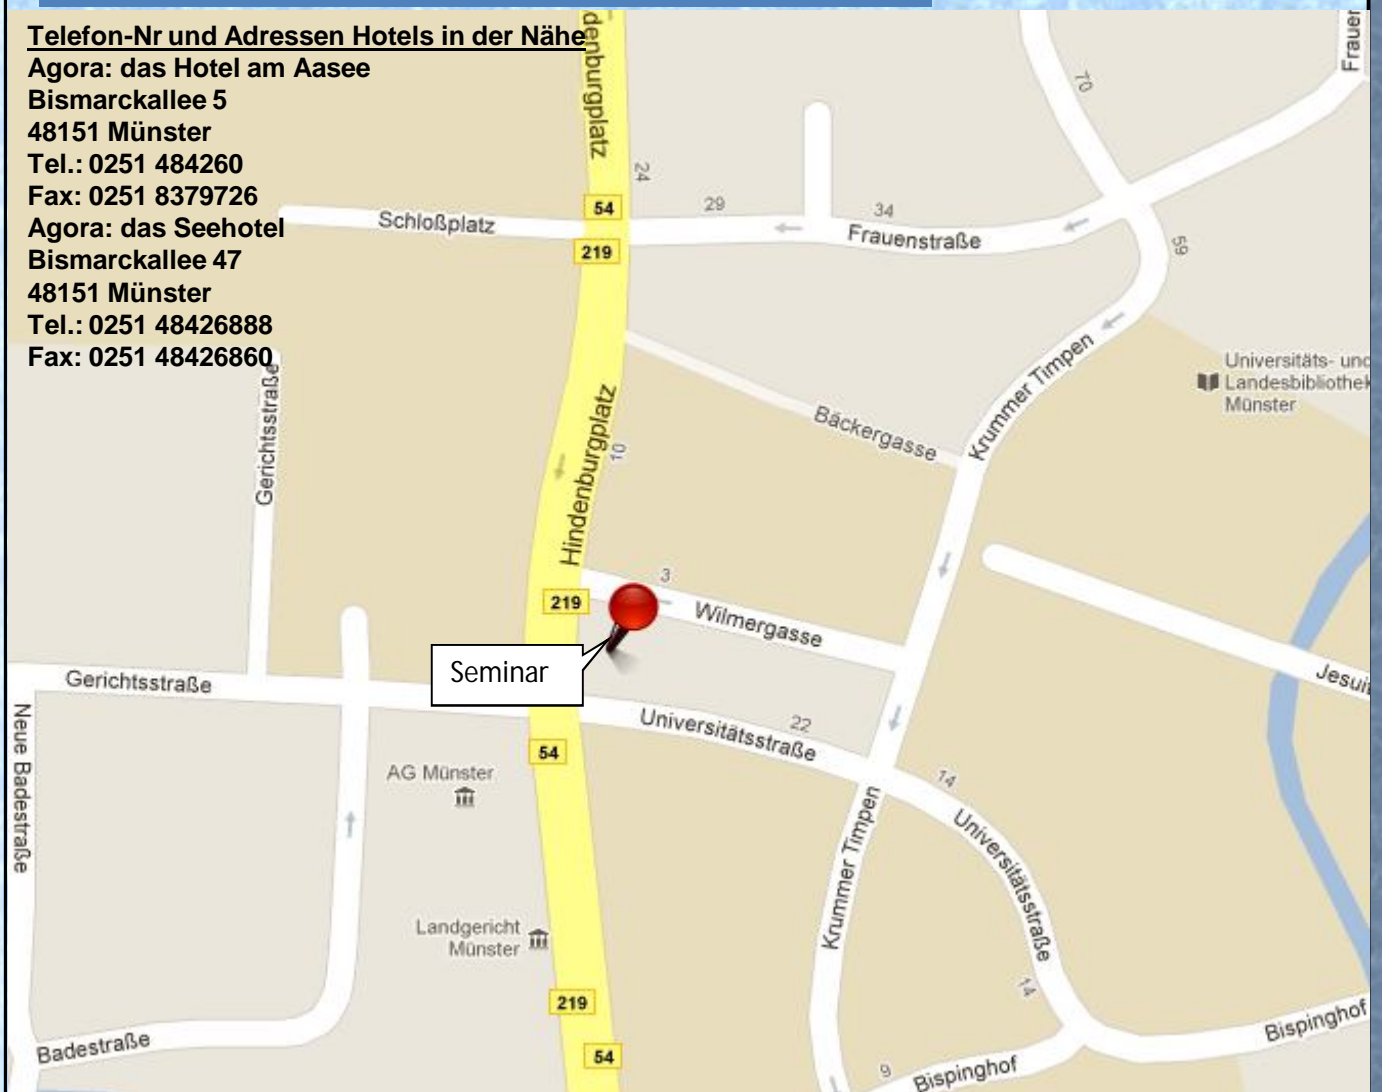 Telefon-Nr und Adressen Hotels in der Nähe
Agora: das Hotel am Aasee
Bismarckallee 5
48151 Münster
Tel.: 0251 484260
Fax: 0251 8379726
Agora: das Seehotel
Bismarckallee 47
48151 Münster
Tel.: 0251 48426888
Fax: 0251 48426860
denburgplatz
Frauen
70
24
54
29
34
Schloßplatz
Frauenstraße
219
59
Krummer Timpen
Universitäts- und
Landesbibliothek
Münster
Gerichtsstraße
Hindenburgplatz
10
Bäckergasse
3
219
Wilmergasse
Seminar
Gerichtsstraße
Jesuit
Neue Badestraße
Universitätsstraße
22
54
AG Münster
14
Krummer Timpen
Universitätsstraße
Landgericht
Münster
14
219
Bispinghof
Badestraße
54
9
Bispinghof